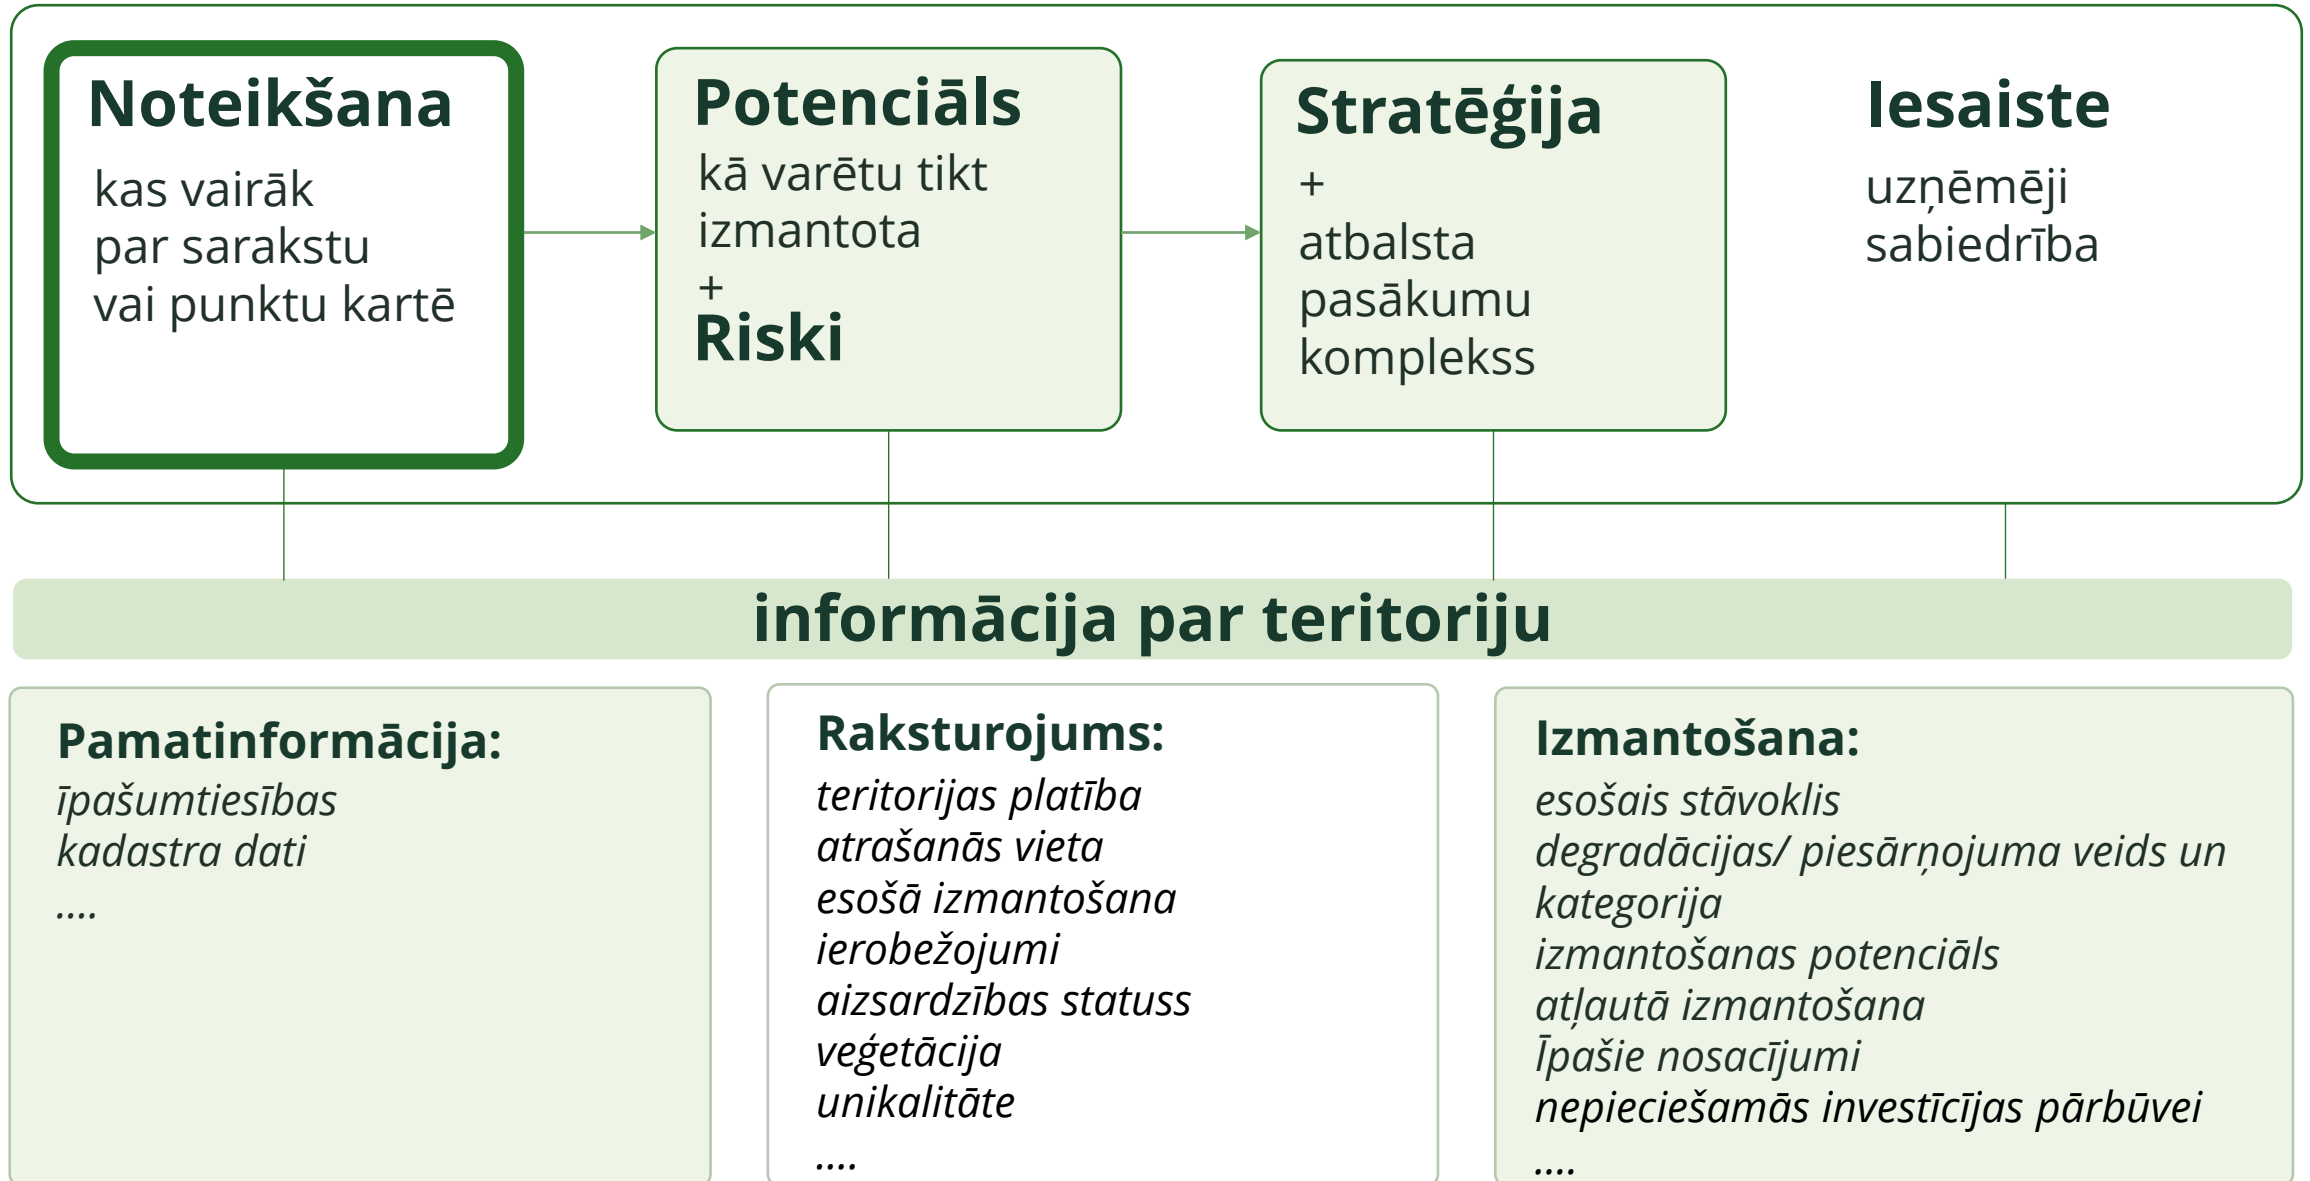 Noteikšana
kas vairāk
par sarakstu
vai punktu kartē
Potenciāls
kā varētu tikt
izmantota
+
Riski
Stratēģija
+
atbalsta
pasākumu
komplekss
Iesaiste
uzņēmēji
sabiedrība
informācija par teritoriju
Pamatinformācija:
īpašumtiesības
kadastra dati
....
Raksturojums:
teritorijas platība
atrašanās vieta
esošā izmantošana
ierobežojumi
aizsardzības statuss
veģetācija
unikalitāte
....
Izmantošana:
esošais stāvoklis
degradācijas/ piesārņojuma veids un
kategorija
izmantošanas potenciāls
atļautā izmantošana
Īpašie nosacījumi
nepieciešamās investīcijas pārbūvei
....